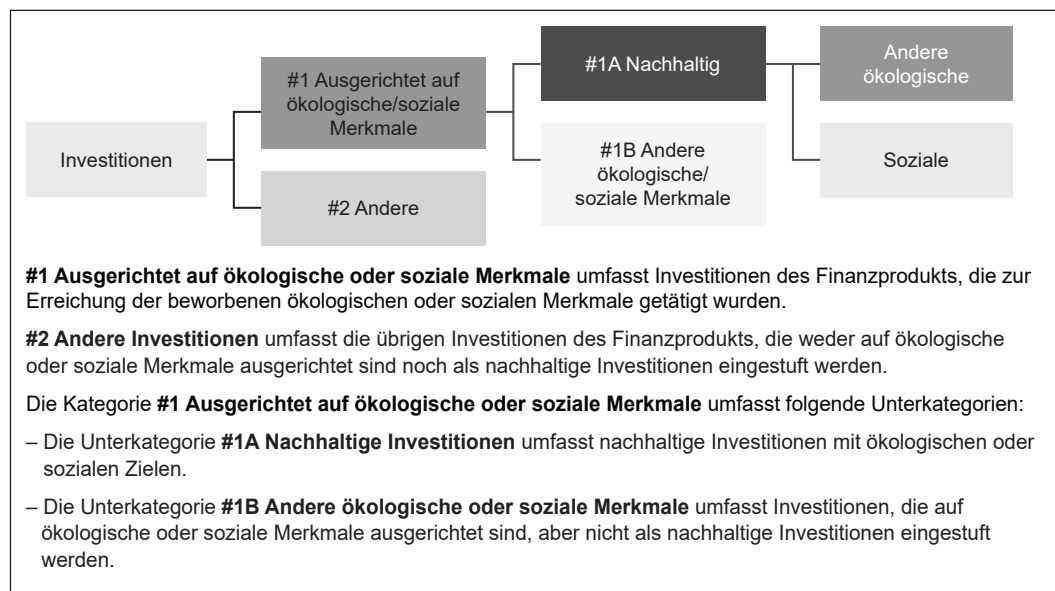 Investitionen
#1 Ausgerichtet auf
ökologische/soziale
Merkmale
#2 Andere
#1A Nachhaltig
#1B Andere
ökologische/
soziale Merkmale
Andere
ökologische
Soziale
#1 Ausgerichtet auf ökologische oder soziale Merkmale umfasst Investitionen des Finanzprodukts, die zur
Erreichung der beworbenen ökologischen oder sozialen Merkmale getätigt wurden.
#2 Andere Investitionen umfasst die übrigen Investitionen des Finanzprodukts, die weder auf ökologische
oder soziale Merkmale ausgerichtet sind noch als nachhaltige Investitionen eingestuft werden.
Die Kategorie #1 Ausgerichtet auf ökologische oder soziale Merkmale umfasst folgende Unterkategorien:
– Die Unterkategorie #1A Nachhaltige Investitionen umfasst nachhaltige Investitionen mit ökologischen oder
sozialen Zielen.
– Die Unterkategorie #1B Andere ökologische oder soziale Merkmale umfasst Investitionen, die auf
ökologische oder soziale Merkmale ausgerichtet sind, aber nicht als nachhaltige Investitionen eingestuft
werden.